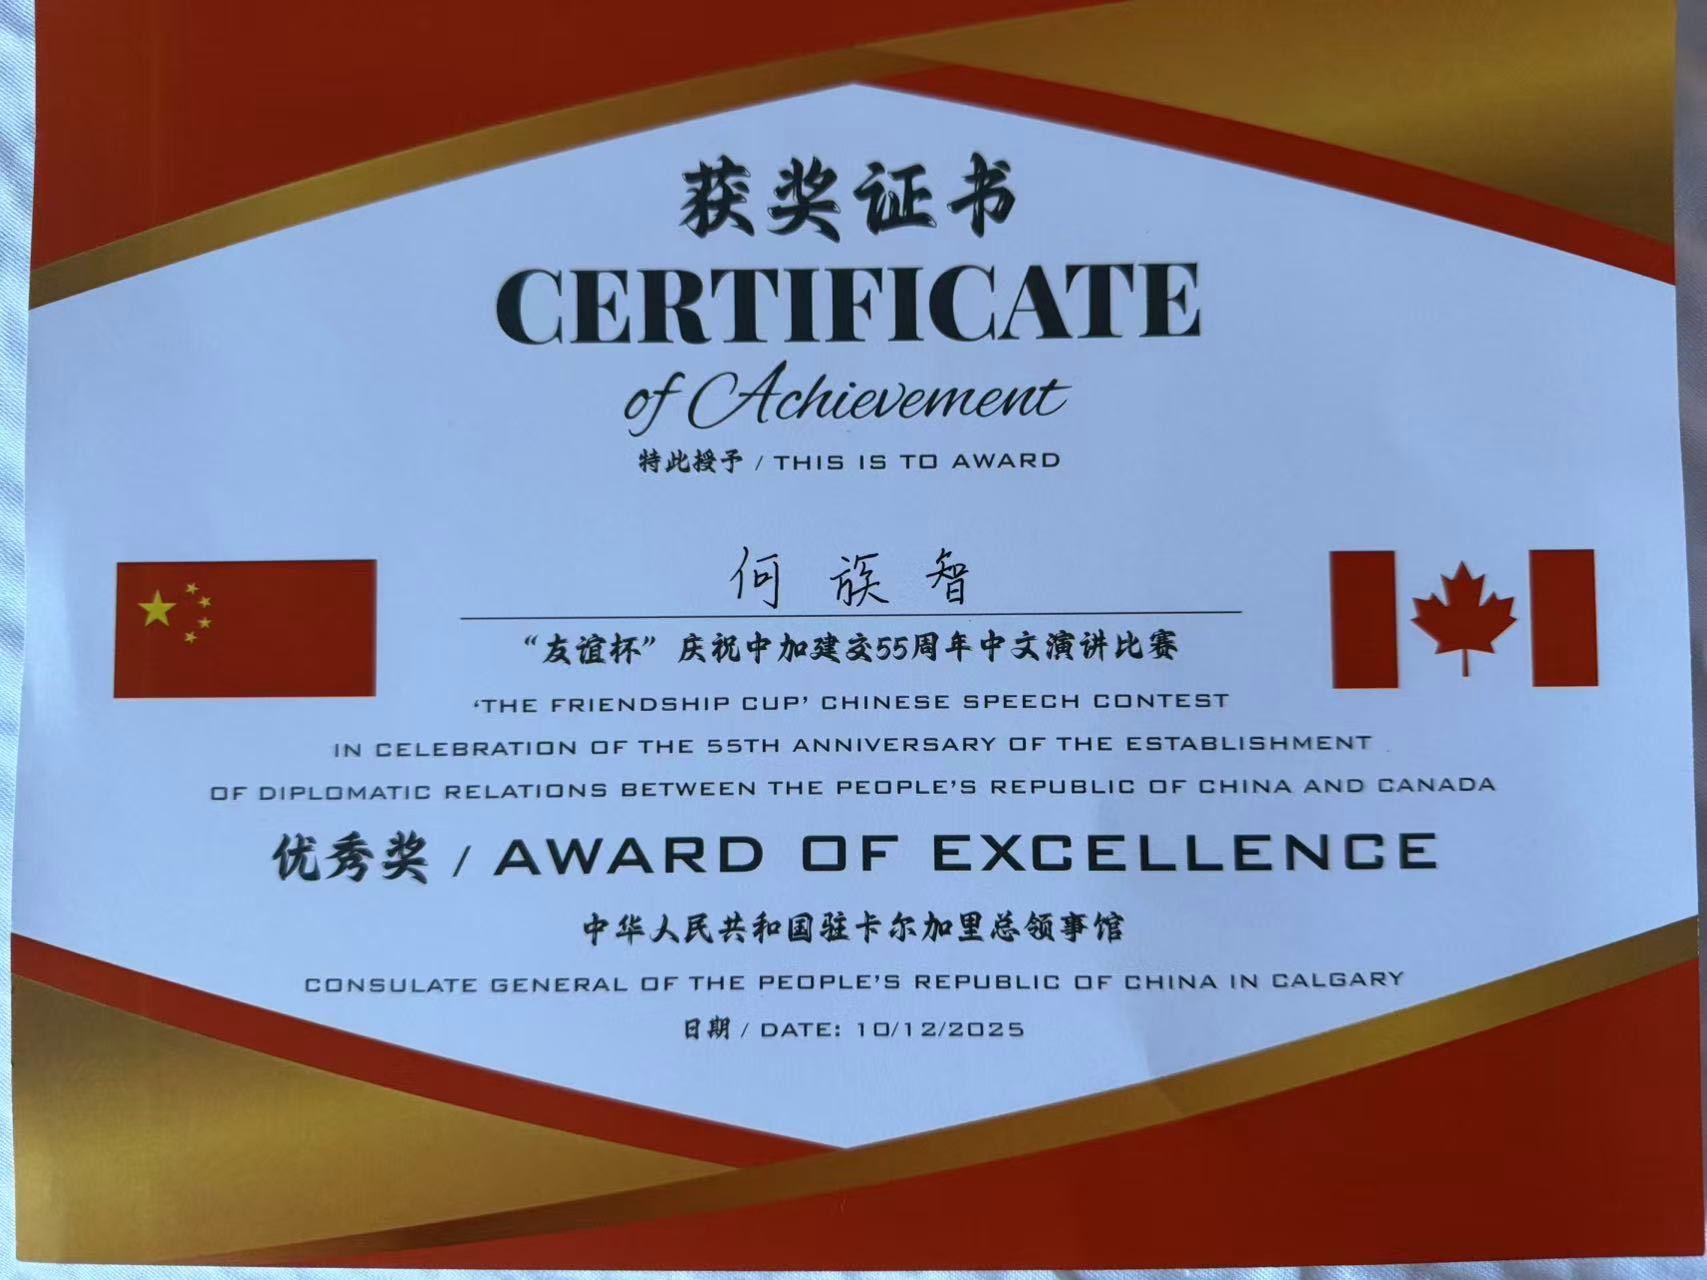 获奖证书
CERTIFICATE
of Achievement
特此授予 / THIS IS TO AWARD
何 族 智
“友谊杯”庆祝中加建交55周年中文演讲比赛
‘THE FRIENDSHIP CUP’ CHINESE SPEECH CONTEST
IN CELEBRATION OF THE 55TH ANNIVERSARY OF THE ESTABLISHMENT
OF DIPLOMATIC RELATIONS BETWEEN THE PEOPLE’S REPUBLIC OF CHINA AND CANADA
优秀奖 / AWARD OF EXCELLENCE
中华人民共和国驻卡尔加里总领事馆
CONSULATE GENERAL OF THE PEOPLE’S REPUBLIC OF CHINA IN CALGARY
日期 / DATE: 10/12/2025